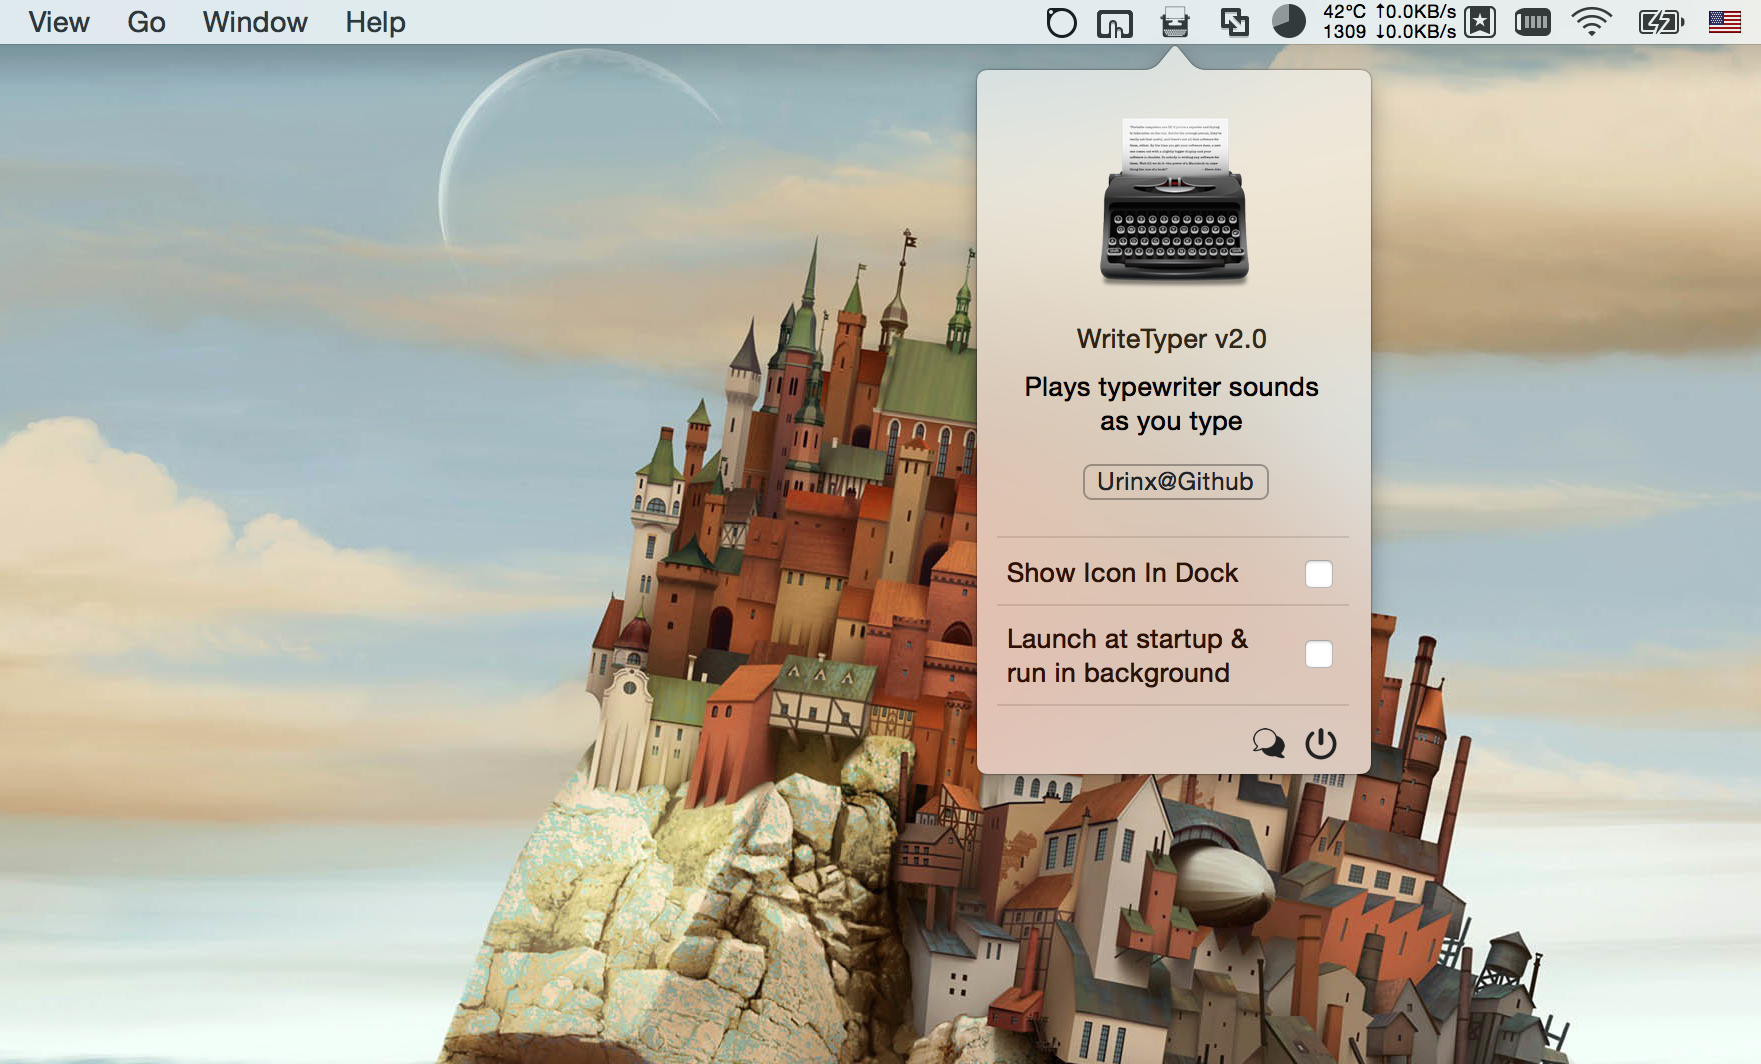 View Go Window Help
42°C ↑0.0KB/s
1309 ↓0.0KB/s
WriteTyper v2.0
Plays typewriter sounds
as you type
Urinx@Github
Show Icon In Dock
Launch at startup &
run in background